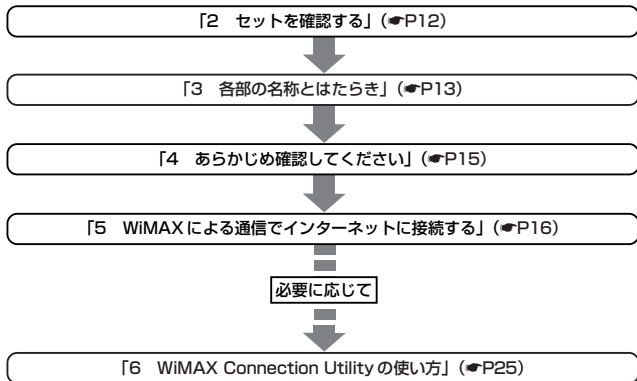 「2 セットを確認する」(☛P12)
「3 各部の名称とはたらき」(☛P13)
「4 あらかじめ確認してください」(☛P15)
「5 WiMAXによる通信でインターネットに接続する」(☛P16)
必要に応じて
「6 WiMAX Connection Utilityの使い方」(☛P25)